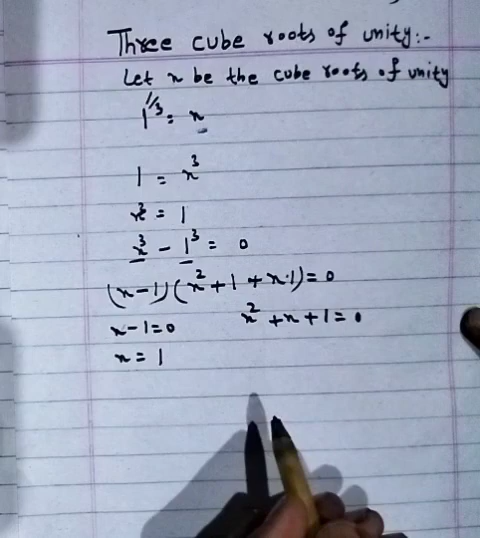 Three cube roots of unity:-
Let x be the cube roots of unity
1^1/3 = x
1 = x³
x³ = 1
x³ - 1³ = 0
(x-1)(x²+1+x.1)=0
x-1=0 x²+x+1=0
x=1